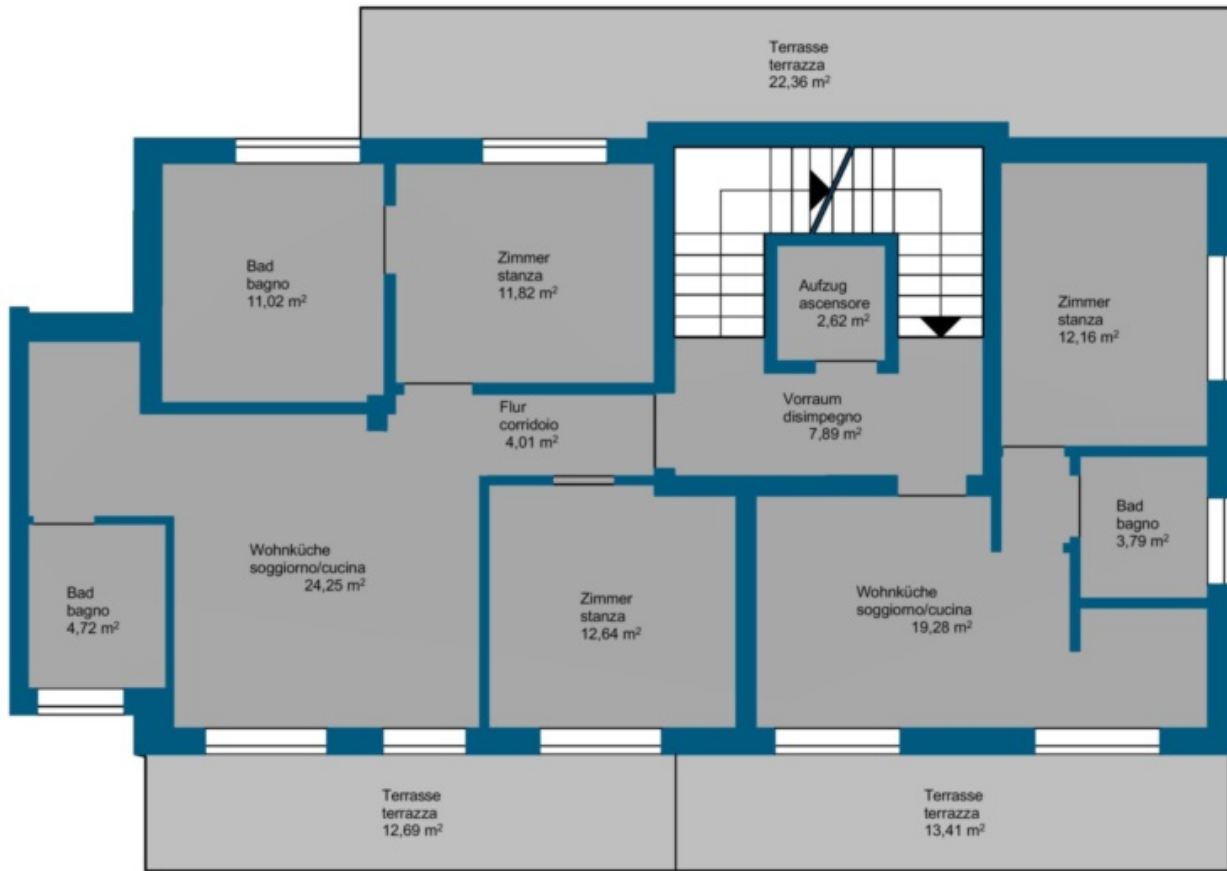 Terrasse
terrazza
22,36 m²
Bad
bagno
11,02 m²
Zimmer
stanza
11,82 m²
Aufzug
ascensore
2,62 m²
Zimmer
stanza
12,16 m²
Flur
corridoio
4,01 m²
Vorraum
disimpegno
7,89 m²
Bad
bagno
3,79 m²
Wohnküche
soggiorno/cucina
24,25 m²
Bad
bagno
4,72 m²
Zimmer
stanza
12,64 m²
Wohnküche
soggiorno/cucina
19,28 m²
Terrasse
terrazza
12,69 m²
Terrasse
terrazza
13,41 m²